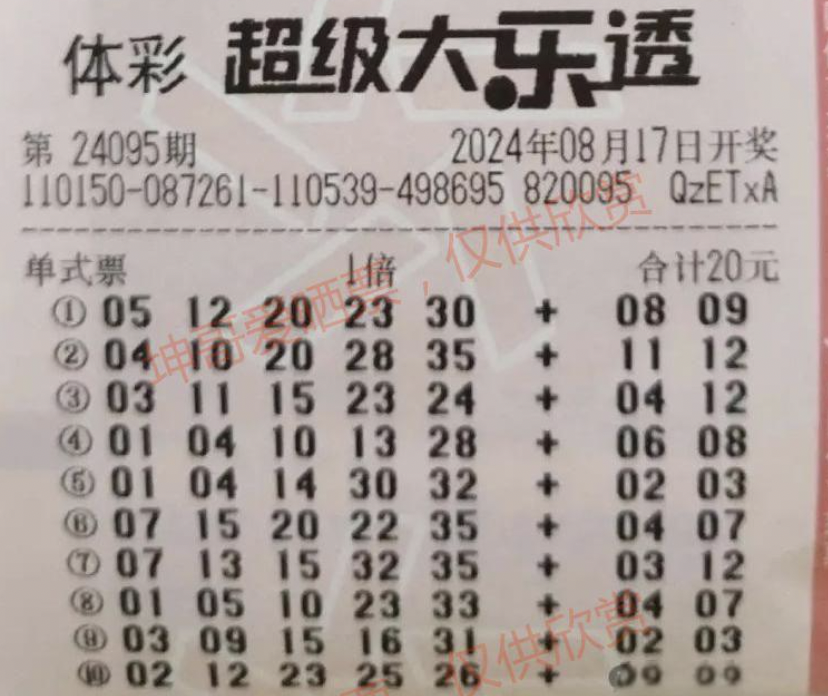 体彩 超级大乐透
第 24095期 2024年08月17日开奖
110150-087261-110539-498695 820095 QzETxA
单式票 1倍 合计20元
① 05 12 20 23 30 + 08 09
② 04 10 20 28 35 + 11 12
③ 03 11 15 23 24 + 04 12
④ 01 04 10 13 28 + 06 08
⑤ 01 04 14 30 32 + 02 03
⑥ 07 15 20 22 35 + 04 07
⑦ 07 13 15 32 35 + 03 12
⑧ 01 05 10 23 33 + 04 07
⑨ 03 09 15 16 31 + 02 03
⑩ 02 12 23 25 26 + 09
坤哥爱晒票,仅供欣赏
仅供欣赏